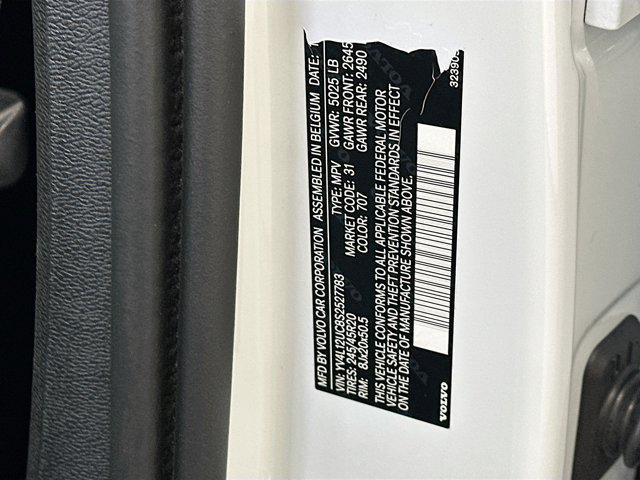 MFD BY VOLVO CAR CORPORATION ASSEMBLED IN BELGIUM DATE: 1
VIN: YV4L12UC8S2527783 TYPE: MPV GVWR: 5025 LB
TIRES: 245/45R20 MARKET CODE: 31 GAWR FRONT: 2645
RIM: 8Jx20x50.5 COLOR: 707 GAWR REAR: 2490
THIS VEHICLE CONFORMS TO ALL APPLICABLE FEDERAL MOTOR
VEHICLE SAFETY AND THEFT PREVENTION STANDARDS IN EFFECT
ON THE DATE OF MANUFACTURE SHOWN ABOVE.
VOLVO 323905